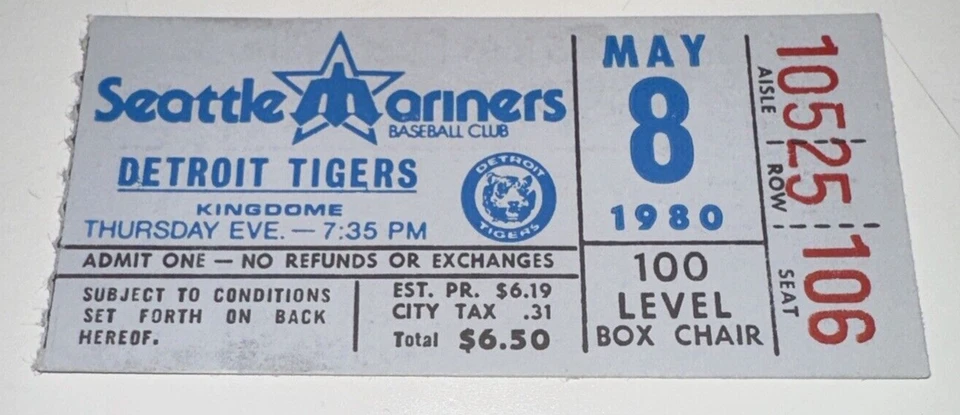 Seattle Mariners
BASEBALL CLUB
DETROIT TIGERS
KINGDOME
THURSDAY EVE. — 7:35 PM
DETROIT
TIGERS
ADMIT ONE — NO REFUNDS OR EXCHANGES
SUBJECT TO CONDITIONS
SET FORTH ON BACK
HEREOF.
EST. PR. $6.19
CITY TAX .31
Total $6.50
MAY
8
1980
100
LEVEL
BOX CHAIR
105 25 106
AISLE ROW SEAT